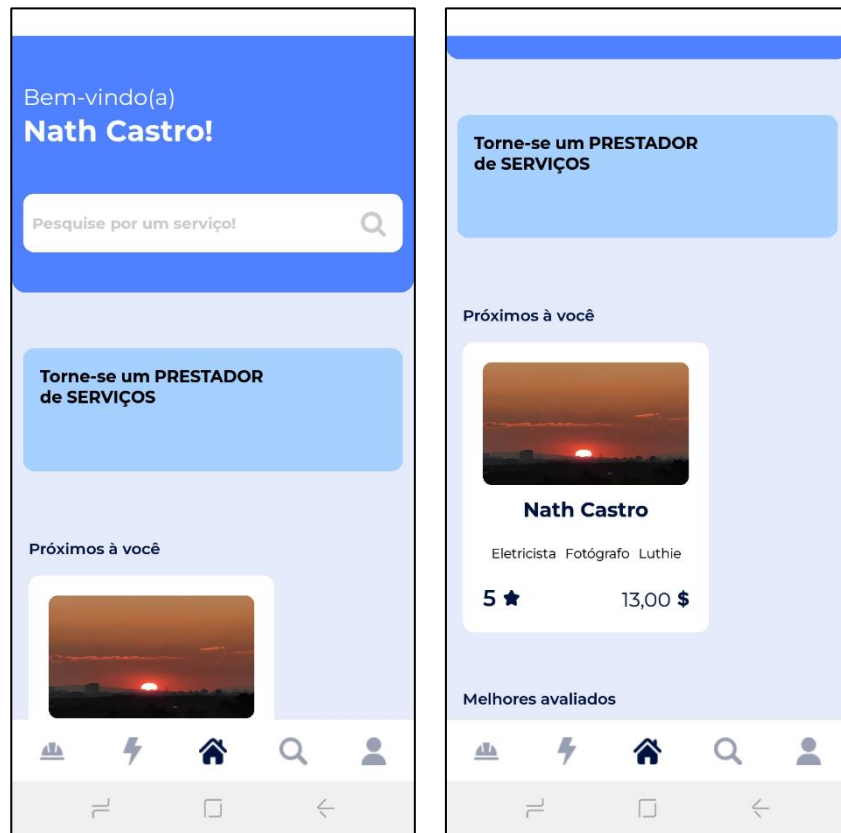 Bem-vindo(a)
Nath Castro!
Pesquise por um serviço!
Torne-se um PRESTADOR
de SERVIÇOS
Próximos à você
Torne-se um PRESTADOR
de SERVIÇOS
Próximos à você
Nath Castro
Eletricista Fotógrafo Luthie
5
13,00 $
Melhores avaliados